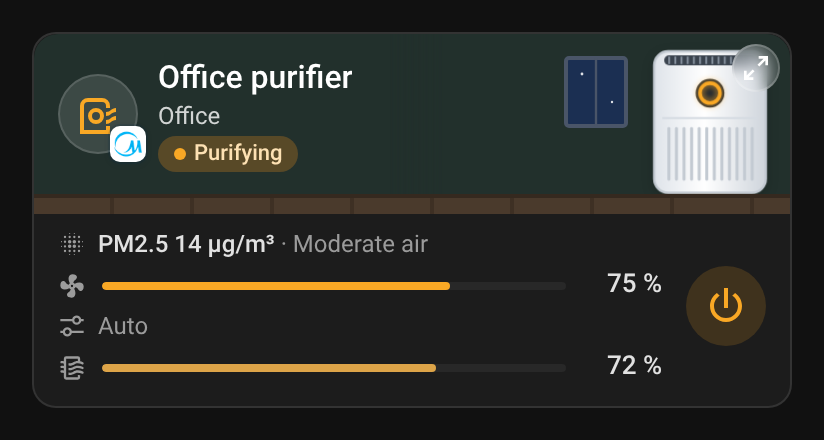 Office purifier
Office
Purifying
PM2.5 14 µg/m³ · Moderate air
75 %
Auto
72 %